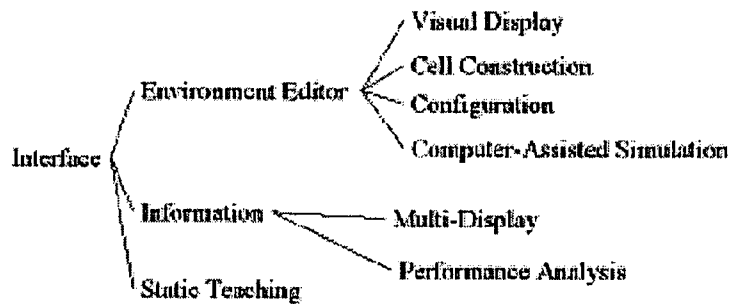 Visual Display
Cell Construction
Environment Editor
Configuration
Computer-Assisted Simulation
Interface
Information
Multi-Display
Performance Analysis
Static Teaching